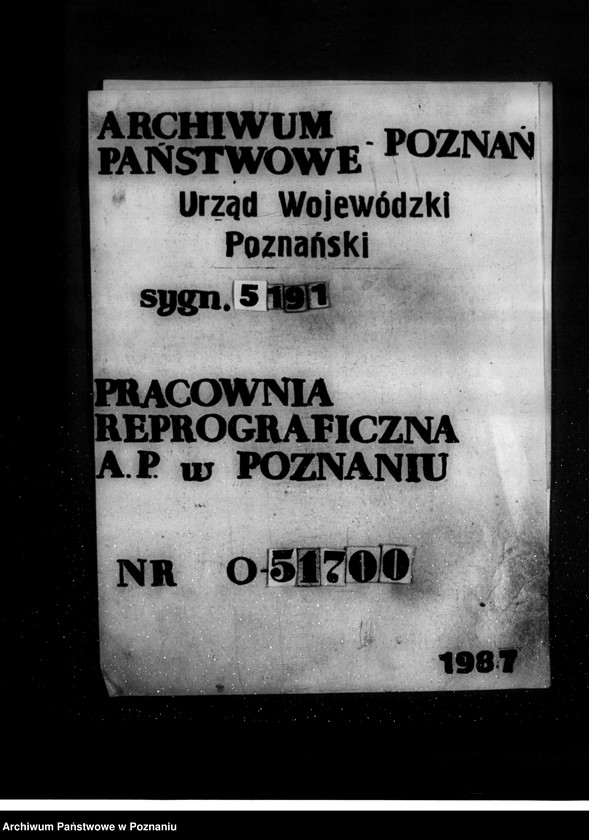 ARCHIWUM
PAŃSTWOWE - POZNAŃ
Urząd Wojewódzki
Poznański
sygn. 5191
PRACOWNIA
REPROGRAFICZNA
A.P. w POZNANIU
NR O-51700
1987
Archiwum Państwowe w Poznaniu